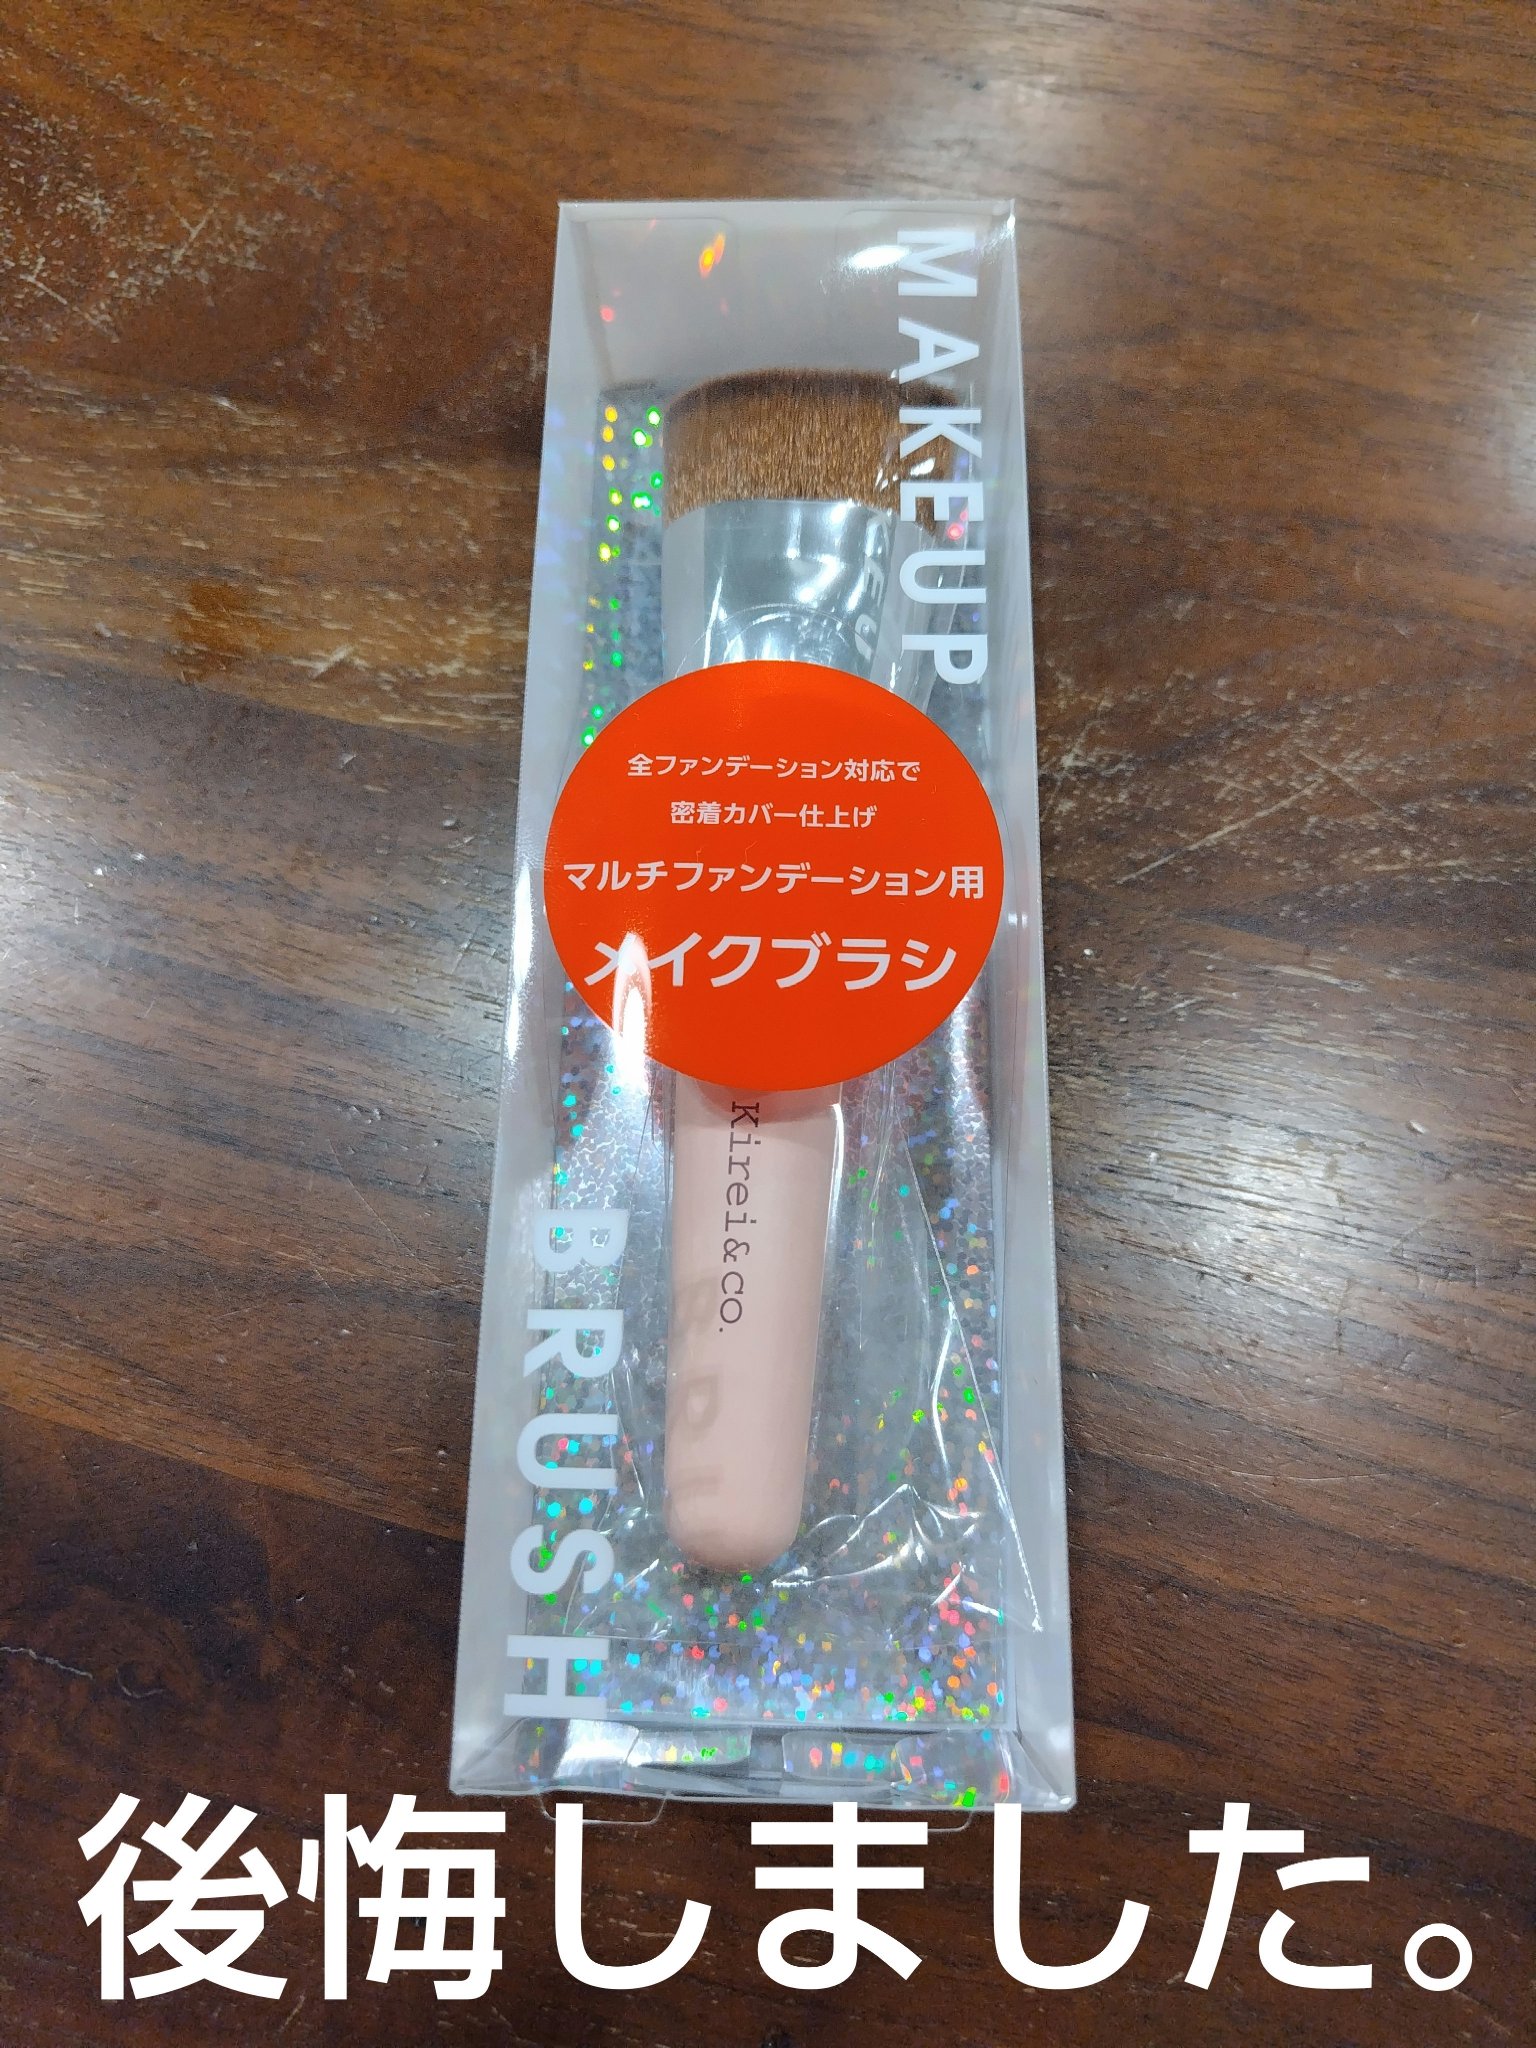 MAKEUP
全ファンデーション対応で
密着カバー仕上げ
マルチファンデーション用
メイクブラシ
Kirei&co.
BRUSH
後悔しました。